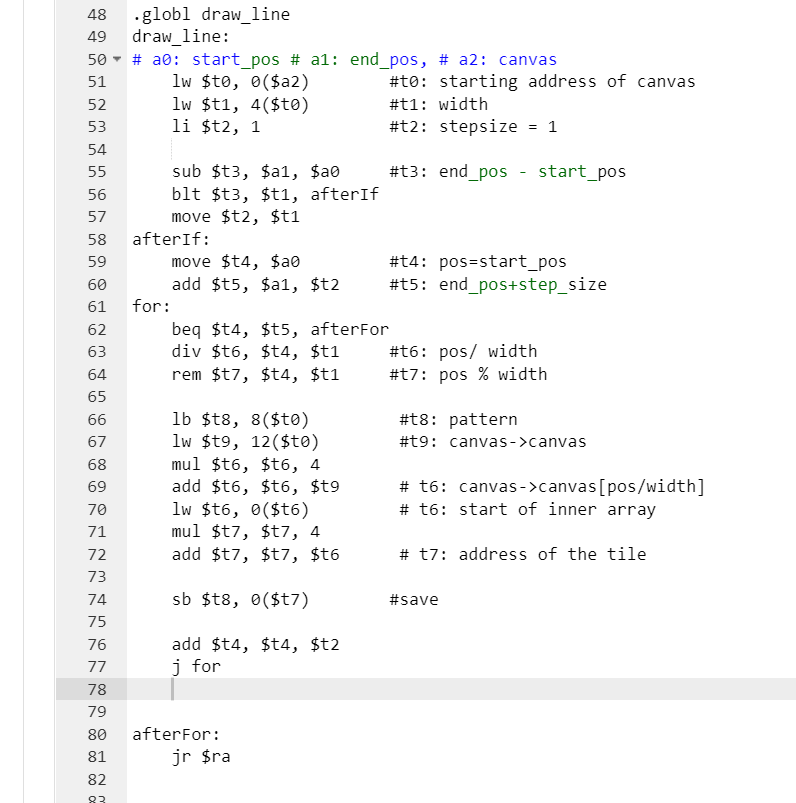 48 .globl draw_line
49 draw_line:
50 # a0: start_pos # a1: end_pos, # a2: canvas
51 lw $t0, 0($a2) #t0: starting address of canvas
52 lw $t1, 4($t0) #t1: width
53 li $t2, 1 #t2: stepsize = 1
54
55 sub $t3, $a1, $a0 #t3: end_pos - start_pos
56 blt $t3, $t1, afterIf
57 move $t2, $t1
58 afterIf:
59 move $t4, $a0 #t4: pos=start_pos
60 add $t5, $a1, $t2 #t5: end_pos+step_size
61 for:
62 beq $t4, $t5, afterFor
63 div $t6, $t4, $t1 #t6: pos/ width
64 rem $t7, $t4, $t1 #t7: pos % width
65
66 lb $t8, 8($t0) #t8: pattern
67 lw $t9, 12($t0) #t9: canvas->canvas
68 mul $t6, $t6, 4
69 add $t6, $t6, $t9 # t6: canvas->canvas[pos/width]
70 lw $t6, 0($t6) # t6: start of inner array
71 mul $t7, $t7, 4
72 add $t7, $t7, $t6 # t7: address of the tile
73
74 sb $t8, 0($t7) #save
75
76 add $t4, $t4, $t2
77 j for
78
79
80 afterFor:
81 jr $ra
82
83